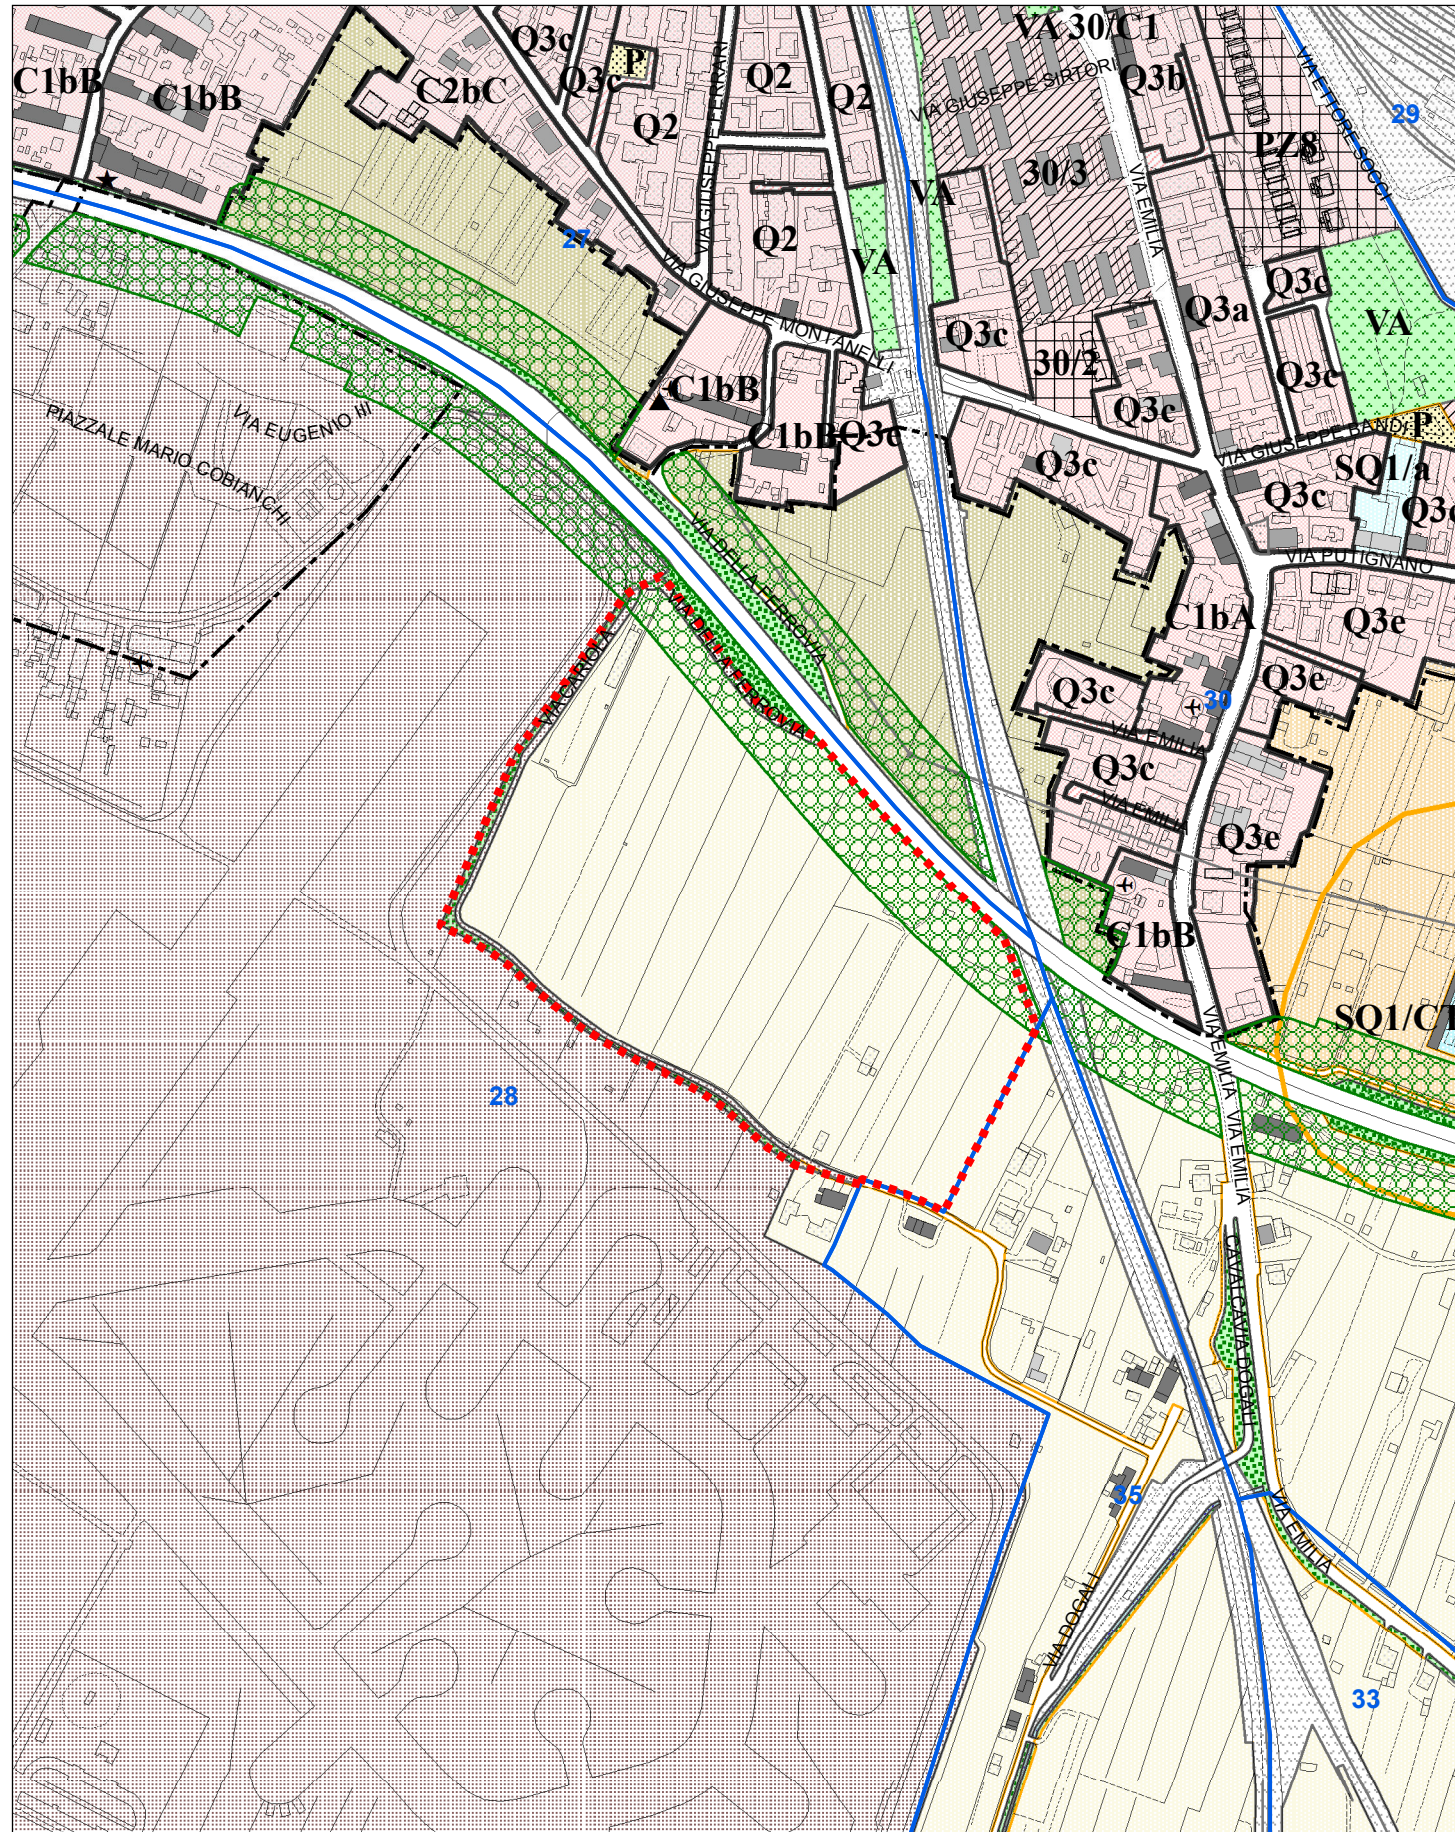 C1bB
C1bB
C2bC
Q3c
Q3c
P
Q2
Q2
Q2
VIA GIUSEPPE FERRARI
VA 30/C1
VIA GIUSEPPE SIRTORI
Q3b
VIA FIORE SOCCI
29
PZ8
30/3
VA
VIA EMILIA
27
Q2
VA
VIA GIUSEPPE MONTANELLI
Q3c
Q3a
Q3c
VA
30/2
Q3c
Q3c
C1bB
C1bB
Q3e
P
VIA GIUSEPPE BANDI
VIA EUGENIO III
PIAZZALE MARIO COBIANCHI
Q3c
SQ1/a
Q3c
Q3c
VIA DELLA FERROVIA
VIA PUTIGNANO
C1bA
Q3e
VIA CARIOLA
VIA DELLA FERROVIA
Q3c
Q3e
30
VIA EMILIA
Q3c
VIA EMILIA
Q3e
C1bB
SQ1/CT
VIA EMILIA
VIA EMILIA
28
CAVALCAVIA DOGALI
35
VIA EMILIA
VIA DOGALI
33